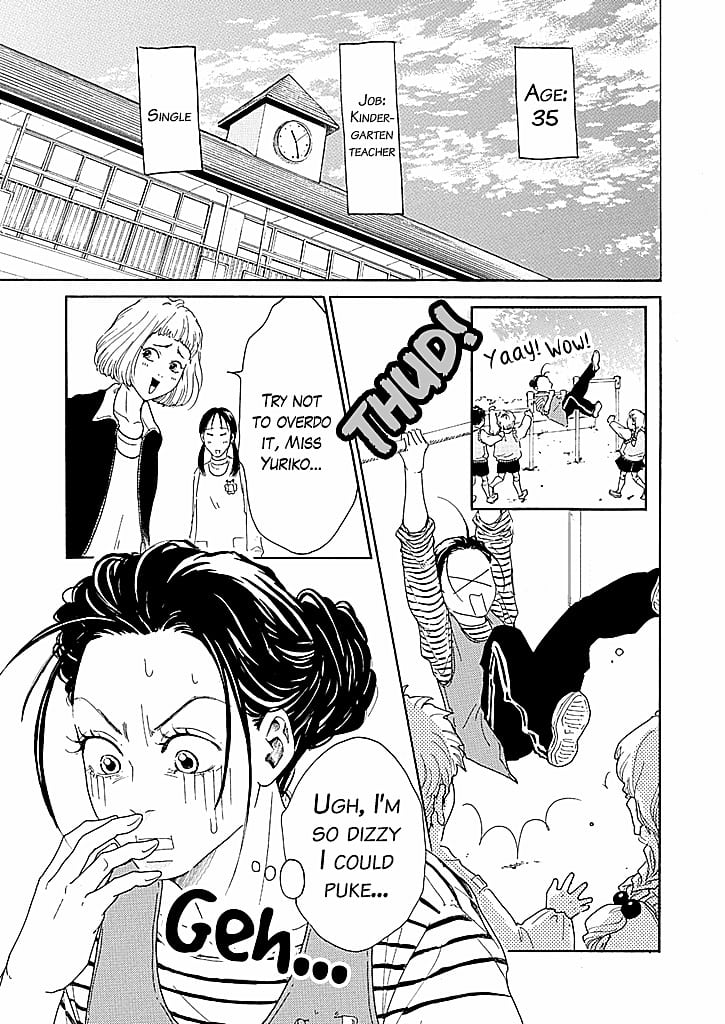 AGE:
35
JOB:
KINDER-
GARTEN
TEACHER
SINGLE
YAAY! WOW!
THUD!
TRY NOT
TO OVERDO
IT, MISS
YURIKO...
UGH, I'M
SO DIZZY
I COULD
PUKE...
Geh...